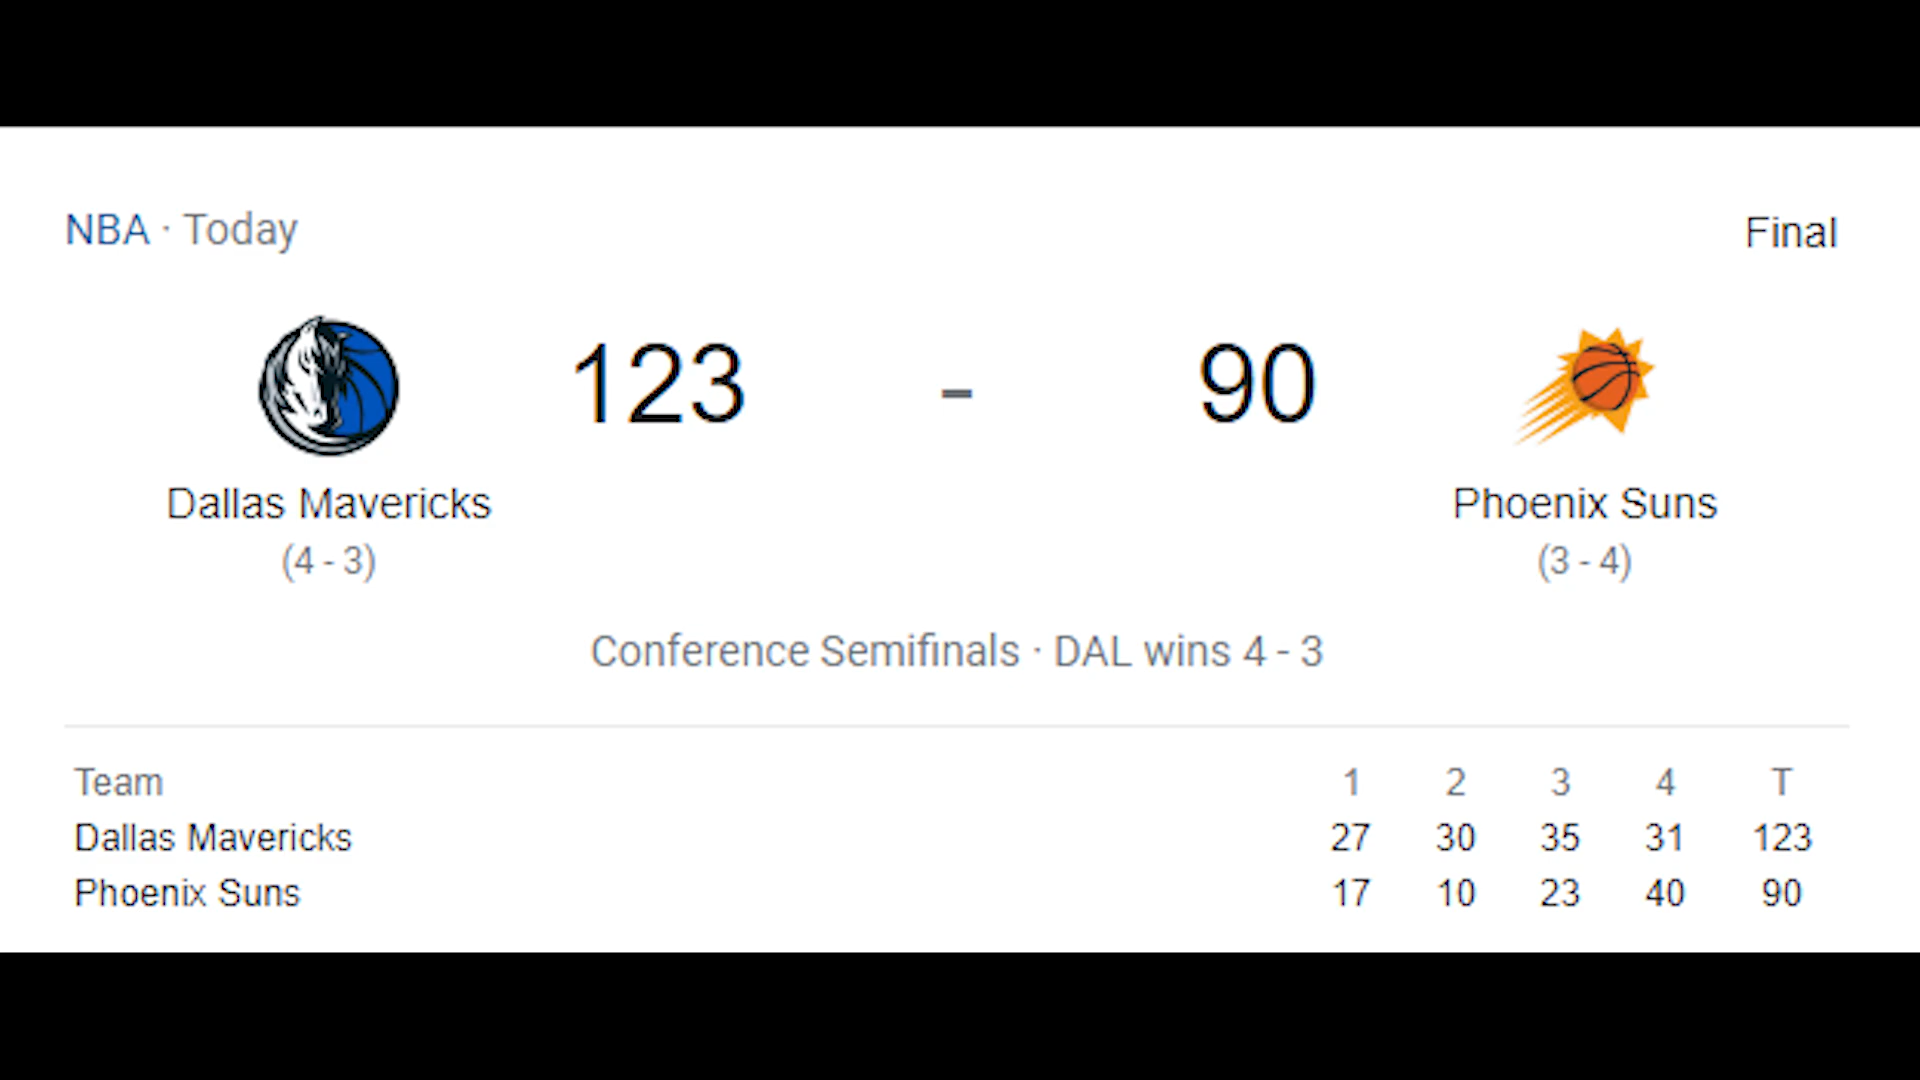 NBA · Today
Final
123 - 90
Dallas Mavericks
(4 - 3)
Phoenix Suns
(3 - 4)
Conference Semifinals · DAL wins 4 - 3
Team 1 2 3 4 T
Dallas Mavericks 27 30 35 31 123
Phoenix Suns 17 10 23 40 90